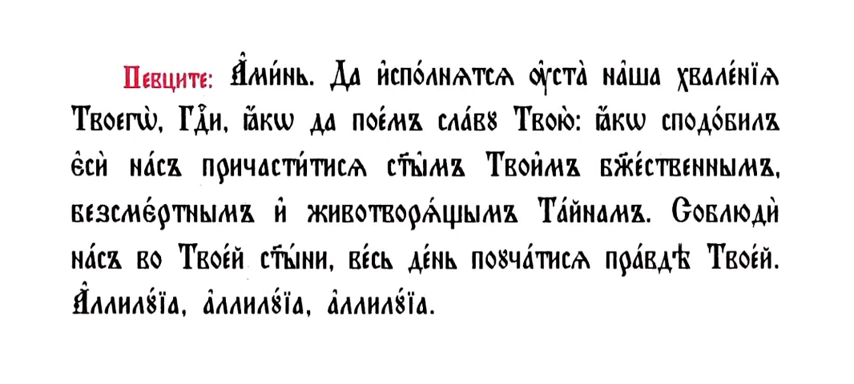 Певците: А҆ми́нь. Да и҆спо́лнѧтсѧ ᲂу҆ста̀ на̀ша хвале́нїѧ
Твоегѡ̀, Гдⷭ҇и, ꙗ҆́кѡ да пое́мъ сла́вꙋ Твою̀: ꙗ҆́кѡ сподо́билъ
є҆сѝ на́съ причасти́тисѧ ст҃ы̑мъ Твои̑мъ бж҃е́ственнымъ,
безсме́ртнымъ и҆ животворѧ́щымъ Та́йнамъ. Соблюдѝ
на́съ во Твое́й ст҃ы́ни, ве́сь де́нь поꙋча́тисѧ пра́вдѣ Твое́й.
А҆ллилꙋ́їа, а҆ллилꙋ́їа, а҆ллилꙋ́їа.